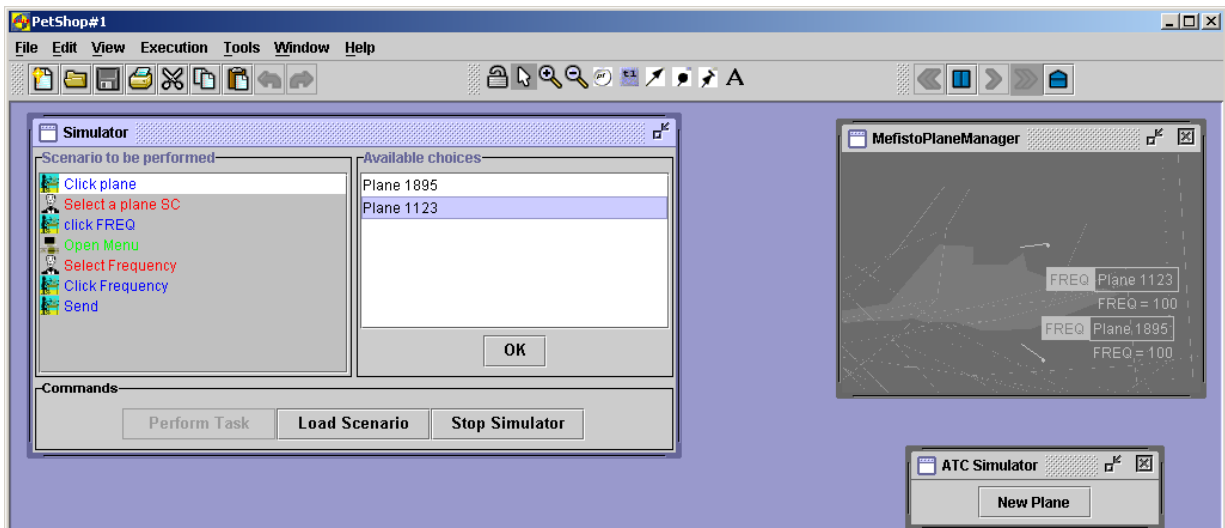 PetShop#1
File Edit View Execution Tools Window Help
A
Simulator
Scenario to be performed
Click plane
Select a plane SC
click FREQ
Open Menu
Select Frequency
Click Frequency
Send
Available choices
Plane 1895
Plane 1123
OK
Commands
Perform Task Load Scenario Stop Simulator
MefistoPlaneManager
FREQ Plane 1123
FREQ = 100
FREQ Plane 1895
FREQ = 100
ATC Simulator
New Plane